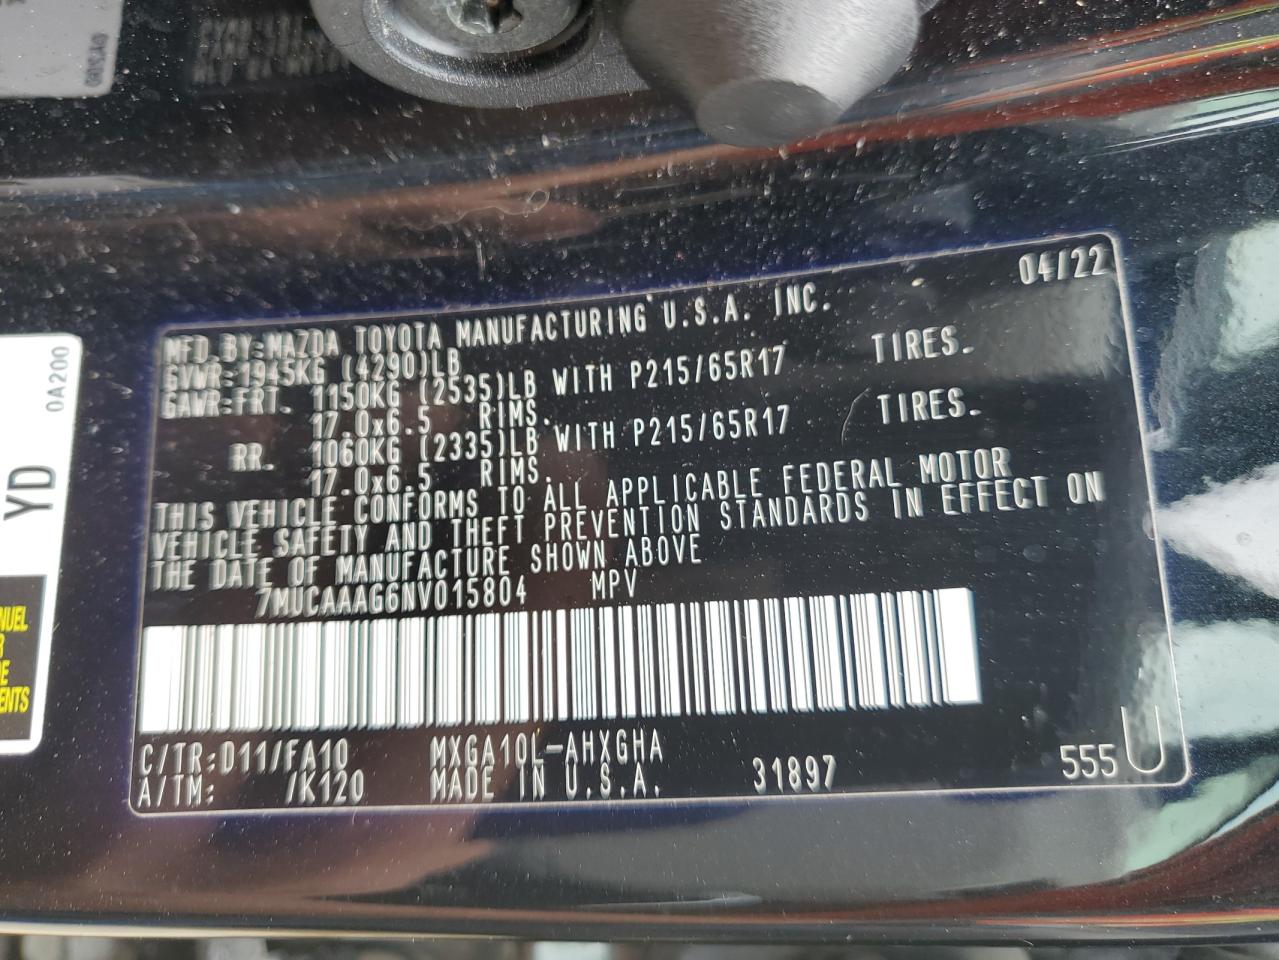 04/22
MFD.BY:MAZDA TOYOTA MANUFACTURING U.S.A. INC.
GVWR:1945KG (4290)LB
GAWR:FRT. 1150KG (2535)LB WITH P215/65R17 TIRES.
17.0x6.5 RIMS.
RR. 1060KG (2335)LB WITH P215/65R17 TIRES.
17.0x6.5 RIMS.
THIS VEHICLE CONFORMS TO ALL APPLICABLE FEDERAL MOTOR
VEHICLE SAFETY AND THEFT PREVENTION STANDARDS IN EFFECT ON
THE DATE OF MANUFACTURE SHOWN ABOVE
7MUCAAAG6NV015804 MPV
C/TR:D11/FA10 MXGA10L-AHXGHA
A/TM: /K120 MADE IN U.S.A. 31897 555 U
0A200
YD